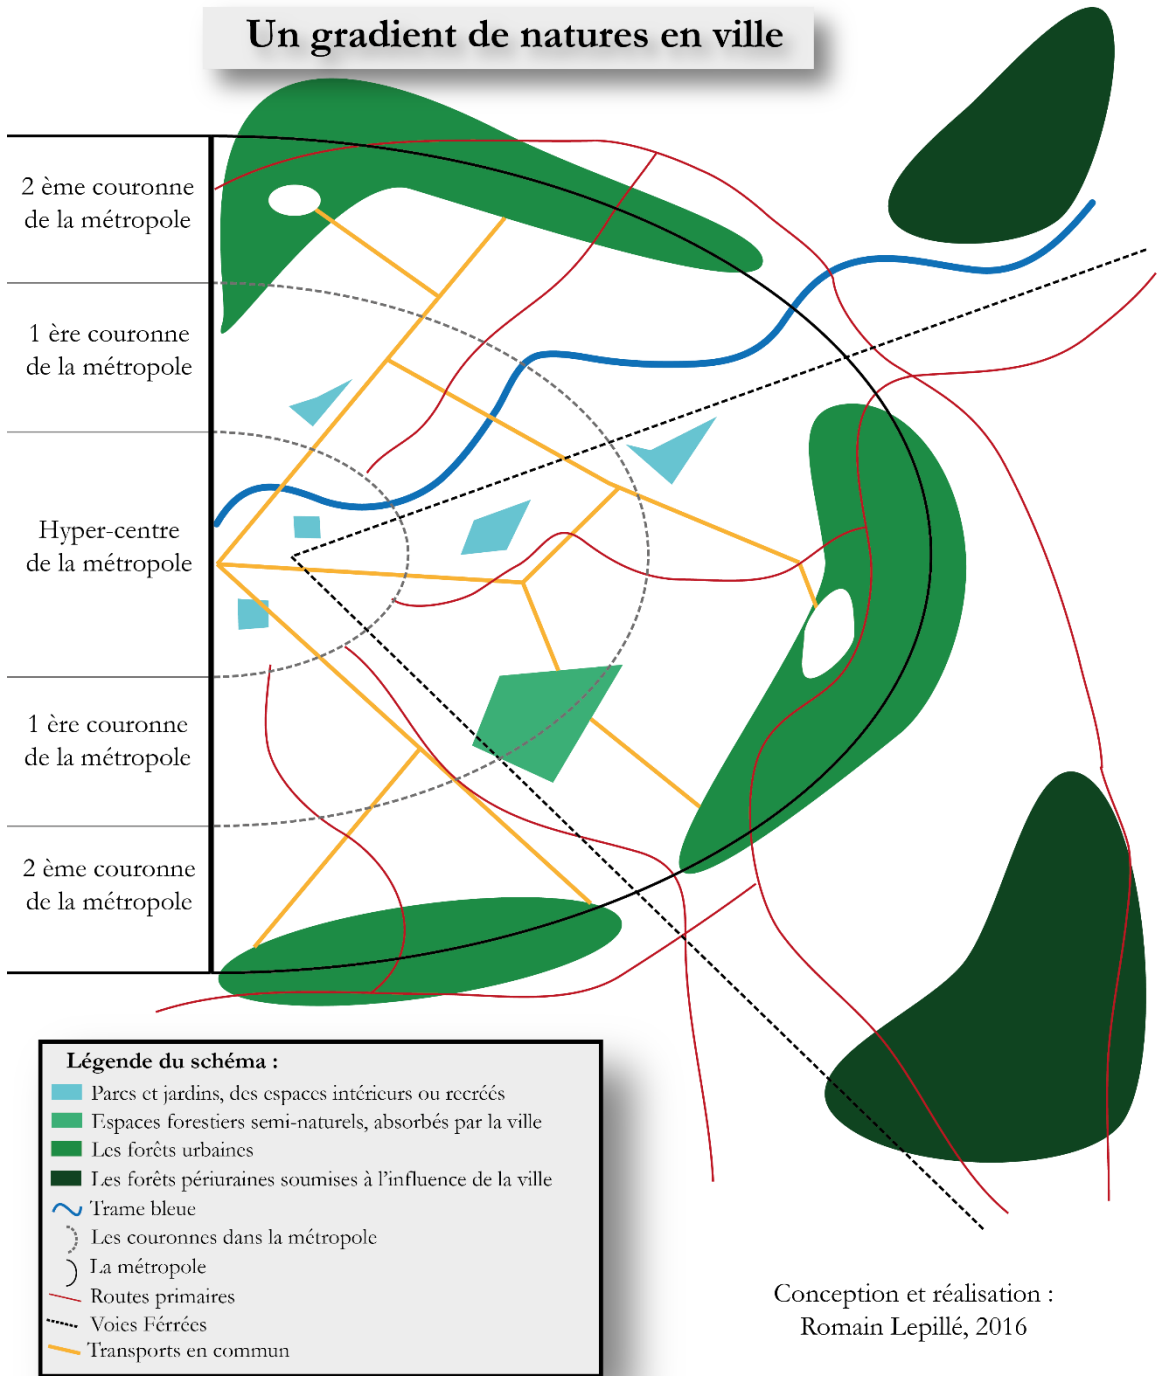 Un gradient de natures en ville
2 ème couronne
de la métropole
1 ère couronne
de la métropole
Hyper-centre
de la métropole
1 ère couronne
de la métropole
2 ème couronne
de la métropole
Légende du schéma :
Parcs et jardins, des espaces intérieurs ou recréés
Espaces forestiers semi-naturels, absorbés par la ville
Les forêts urbaines
Les forêts périuraines soumises à l'influence de la ville
Trame bleue
Les couronnes dans la métropole
La métropole
Routes primaires
Voies Férrées
Transports en commun
Conception et réalisation :
Romain Lepillé, 2016